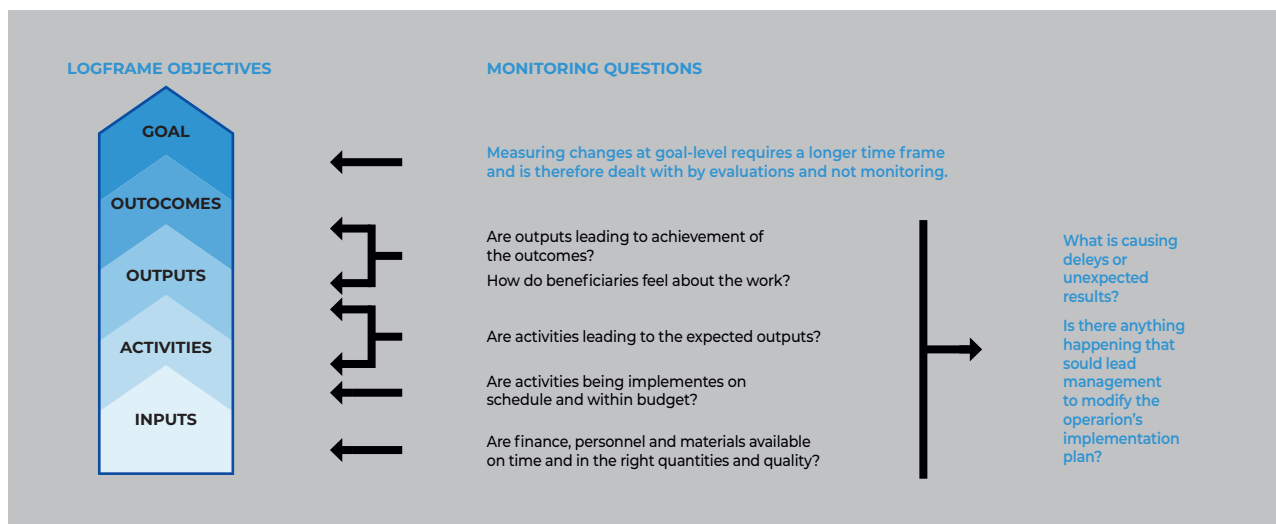 LOGFRAME OBJECTIVES
MONITORING QUESTIONS
GOAL
OUTOCOMES
OUTPUTS
ACTIVITIES
INPUTS
Measuring changes at goal-level requires a longer time frame
and is therefore dealt with by evaluations and not monitoring.
Are outputs leading to achievement of
the outcomes?
How do beneficiaries feel about the work?
Are activities leading to the expected outputs?
Are activities being implementes on
schedule and within budget?
Are finance, personnel and materials available
on time and in the right quantities and quality?
What is causing
deleys or
unexpected
results?
Is there anything
happening that
sould lead
management
to modify the
operarion's
implementation
plan?